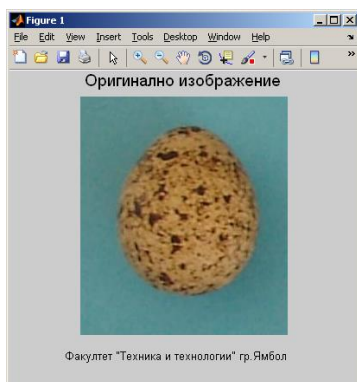 Figure 1
File Edit View Insert Tools Desktop Window Help
Оригинално изображение
Факултет "Техника и технологии" гр.Ямбол